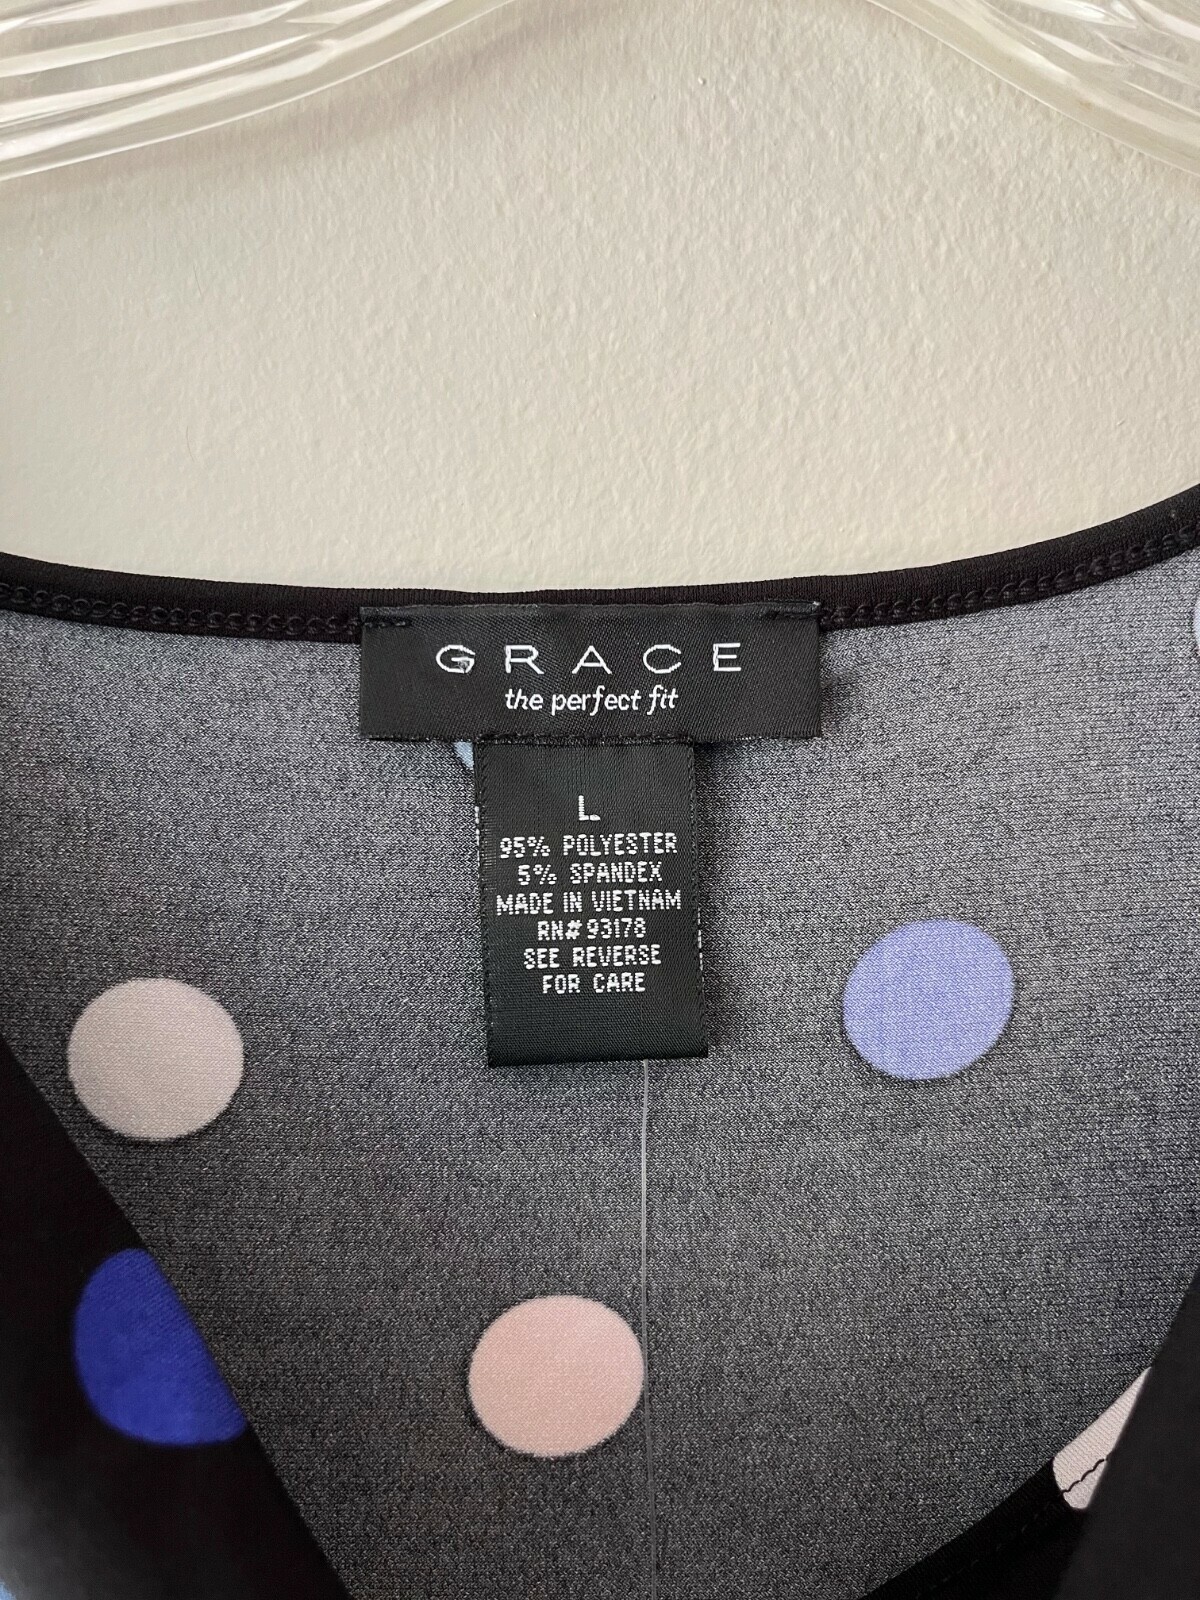 GRACE
the perfect fit
L
95% POLYESTER
5% SPANDEX
MADE IN VIETNAM
RN# 93178
SEE REVERSE
FOR CARE